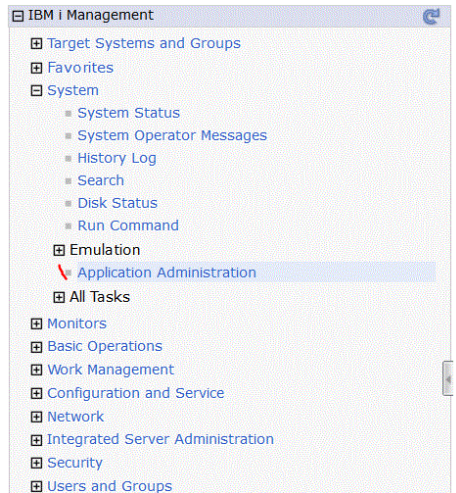 IBM i Management
Target Systems and Groups
Favorites
System
System Status
System Operator Messages
History Log
Search
Disk Status
Run Command
Emulation
Application Administration
All Tasks
Monitors
Basic Operations
Work Management
Configuration and Service
Network
Integrated Server Administration
Security
Users and Groups